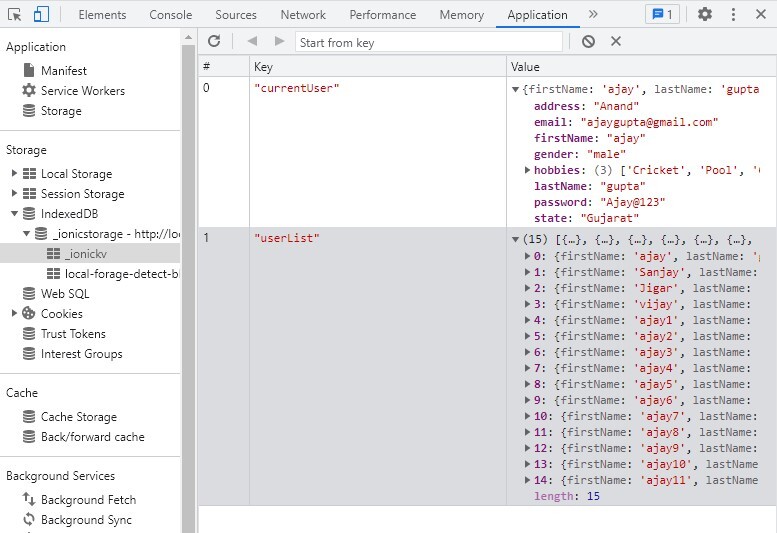 Elements Console Sources Network Performance Memory Application » 1
Application
Manifest
Service Workers
Storage
Storage
Local Storage
Session Storage
IndexedDB
_ionicstorage - http://lo
_ionickv
local-forage-detect-bl
Web SQL
Cookies
Trust Tokens
Interest Groups
Cache
Cache Storage
Back/forward cache
Background Services
Background Fetch
Background Sync
Start from key
# Key Value
0 "currentUser" {firstName: 'ajay', lastName: 'gupta
address: "Anand"
email: "ajaygupta@gmail.com"
firstName: "ajay"
gender: "male"
hobbies: (3) ['Cricket', 'Pool', '
lastName: "gupta"
password: "Ajay@123"
state: "Gujarat"
1 "userList" (15) [{…}, {…}, {…}, {…}, {…}, {…},
0: {firstName: 'ajay', lastName: 'g
1: {firstName: 'Sanjay', lastName:
2: {firstName: 'Jigar', lastName:
3: {firstName: 'vijay', lastName:
4: {firstName: 'ajay1', lastName:
5: {firstName: 'ajay2', lastName:
6: {firstName: 'ajay3', lastName:
7: {firstName: 'ajay4', lastName:
8: {firstName: 'ajay5', lastName:
9: {firstName: 'ajay6', lastName:
10: {firstName: 'ajay7', lastName:
11: {firstName: 'ajay8', lastName:
12: {firstName: 'ajay9', lastName:
13: {firstName: 'ajay10', lastName
14: {firstName: 'ajay11', lastName
length: 15